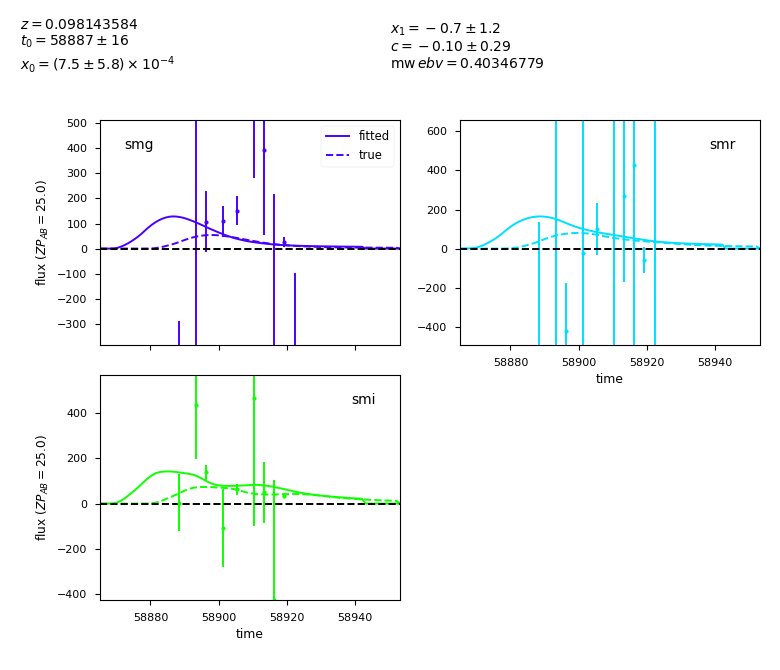 z = 0.098143584
t₀ = 58887 ± 16
x₀ = (7.5 ± 5.8) × 10⁻⁴
x₁ = −0.7 ± 1.2
c = −0.10 ± 0.29
mw ebv = 0.40346779
smg
fitted
true
500
400
300
200
100
0
−100
−200
−300
flux (ZP_AB = 25.0)
smr
600
400
200
0
−200
−400
58880 58900 58920 58940
time
smi
400
200
0
−200
−400
flux (ZP_AB = 25.0)
58880 58900 58920 58940
time